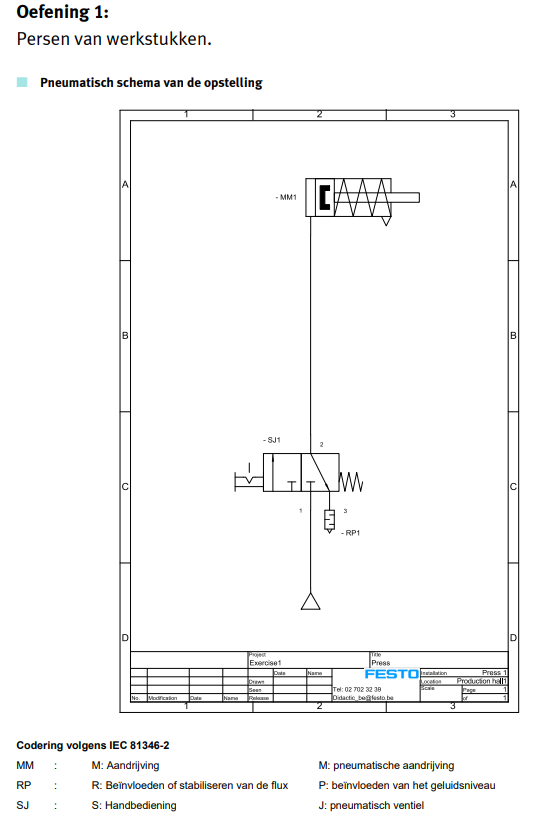 Oefening 1:
Persen van werkstukken.
Pneumatisch schema van de opstelling
1 2 3
A A
- MM1
B B
- SJ1
2
C C
1 3
- RP1
D D
Project Title
Exercise1 Press
Date Name FESTO Installation Press 1
Drawn Location Production hall1
Seen Tel: 02 702 32 39 Scale Page 1
No. Modification Date Name Release Didactic_be@festo.be of 1
1 2 3
Codering volgens IEC 81346-2
MM : M: Aandrijving M: pneumatische aandrijving
RP : R: Beïnvloeden of stabiliseren van de flux P: beïnvloeden van het geluidsniveau
SJ : S: Handbediening J: pneumatisch ventiel